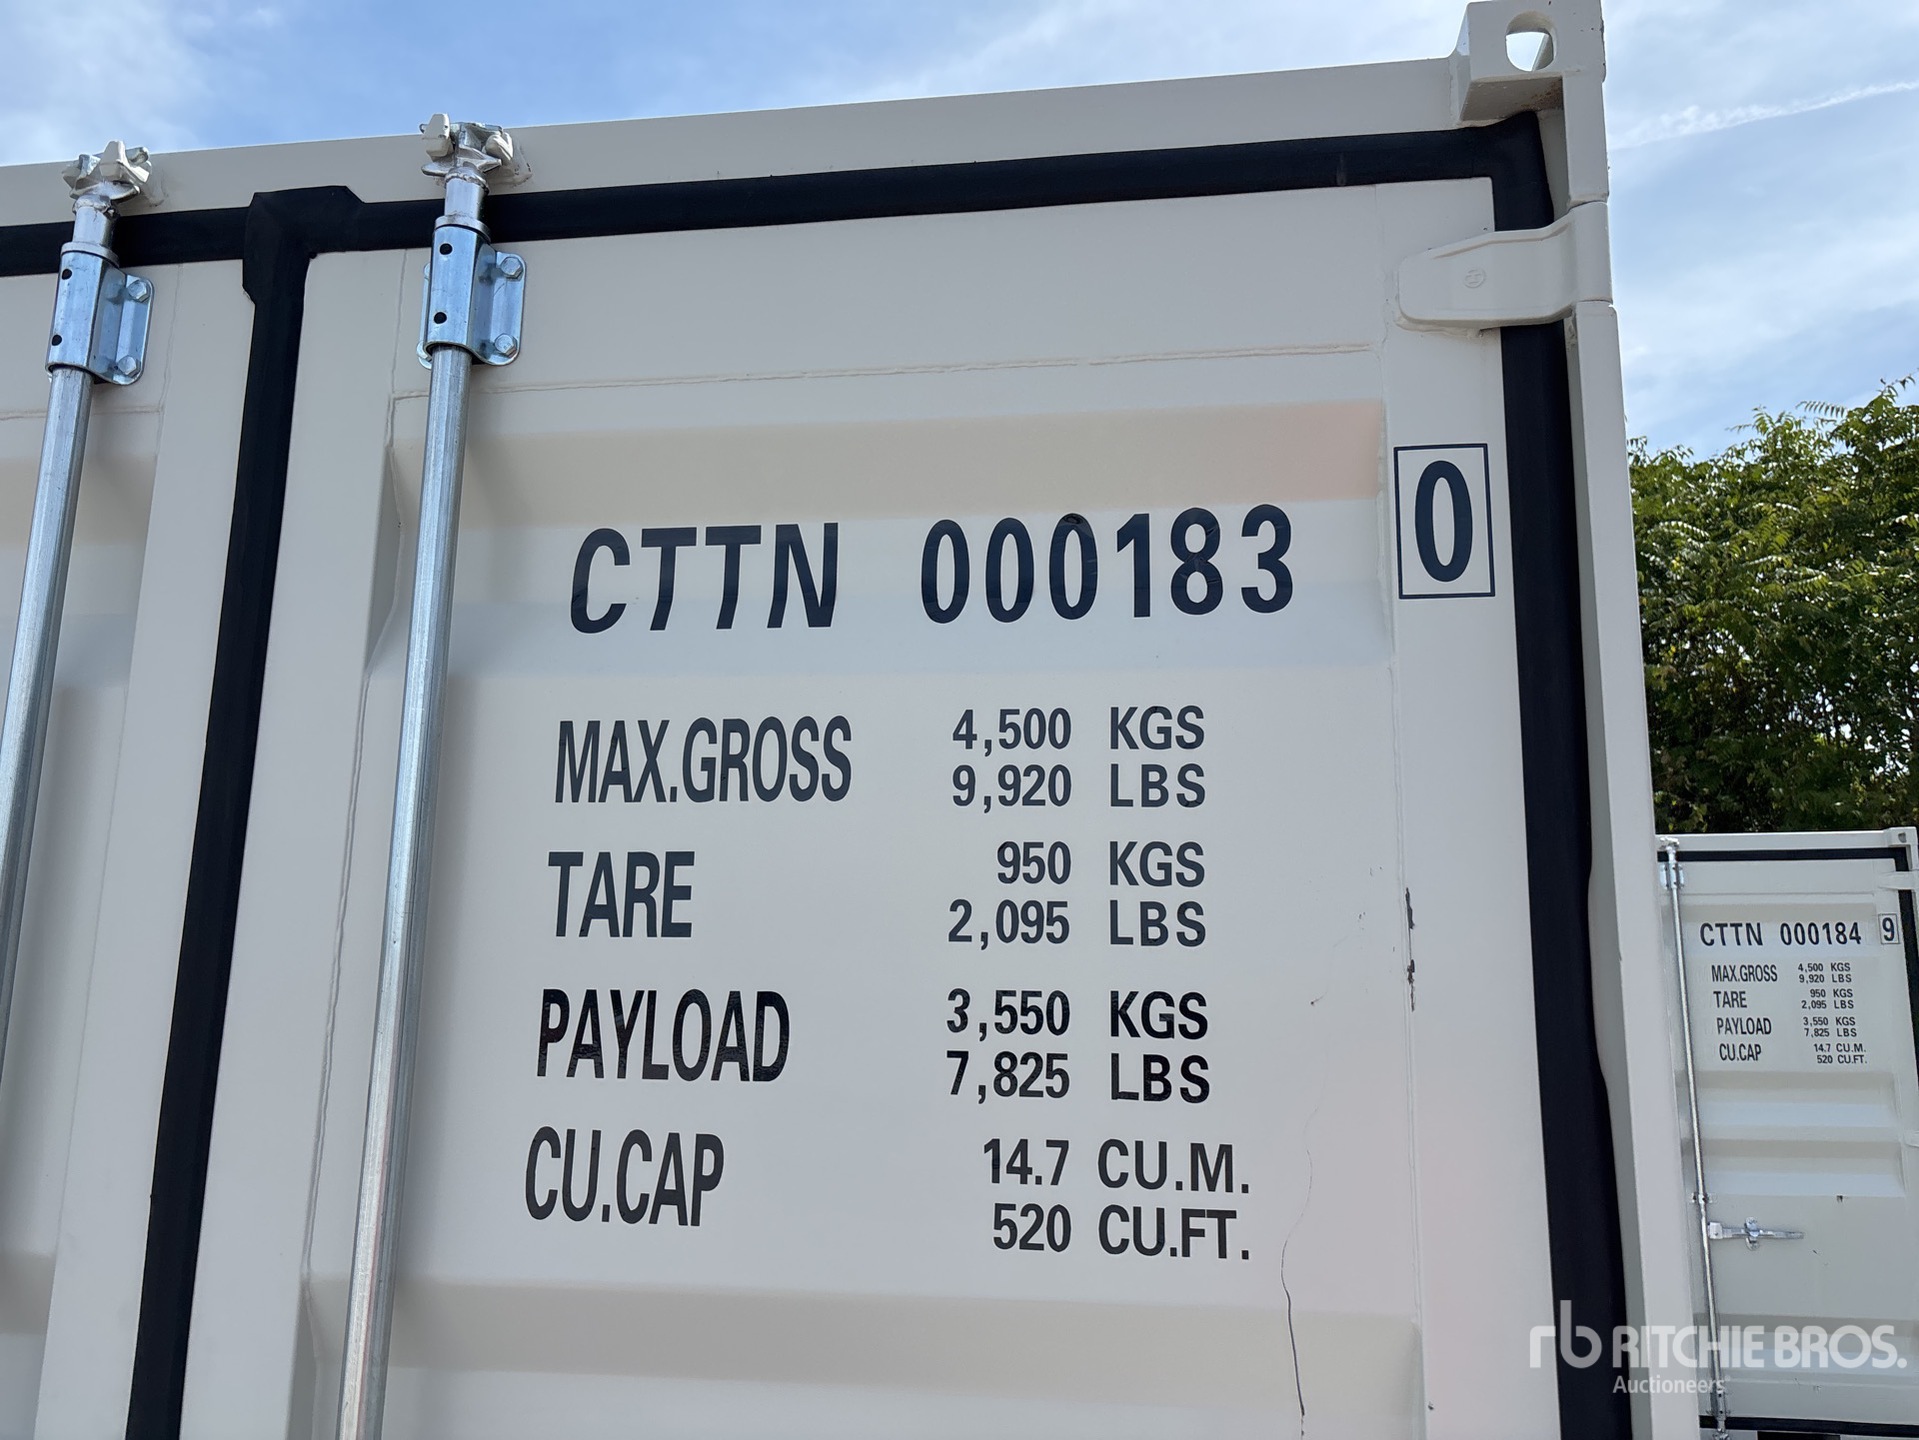 CTTN 000183 0
MAX.GROSS 4,500 KGS
9,920 LBS
TARE 950 KGS
2,095 LBS
PAYLOAD 3,550 KGS
7,825 LBS
CU.CAP 14.7 CU.M.
520 CU.FT.
CTTN 000184 9
MAX.GROSS 4,500 KGS
9,920 LBS
TARE 950 KGS
2,095 LBS
PAYLOAD 3,550 KGS
7,825 LBS
CU.CAP 14.7 CU.M.
520 CU.FT.
rb RITCHIE BROS.
Auctioneers